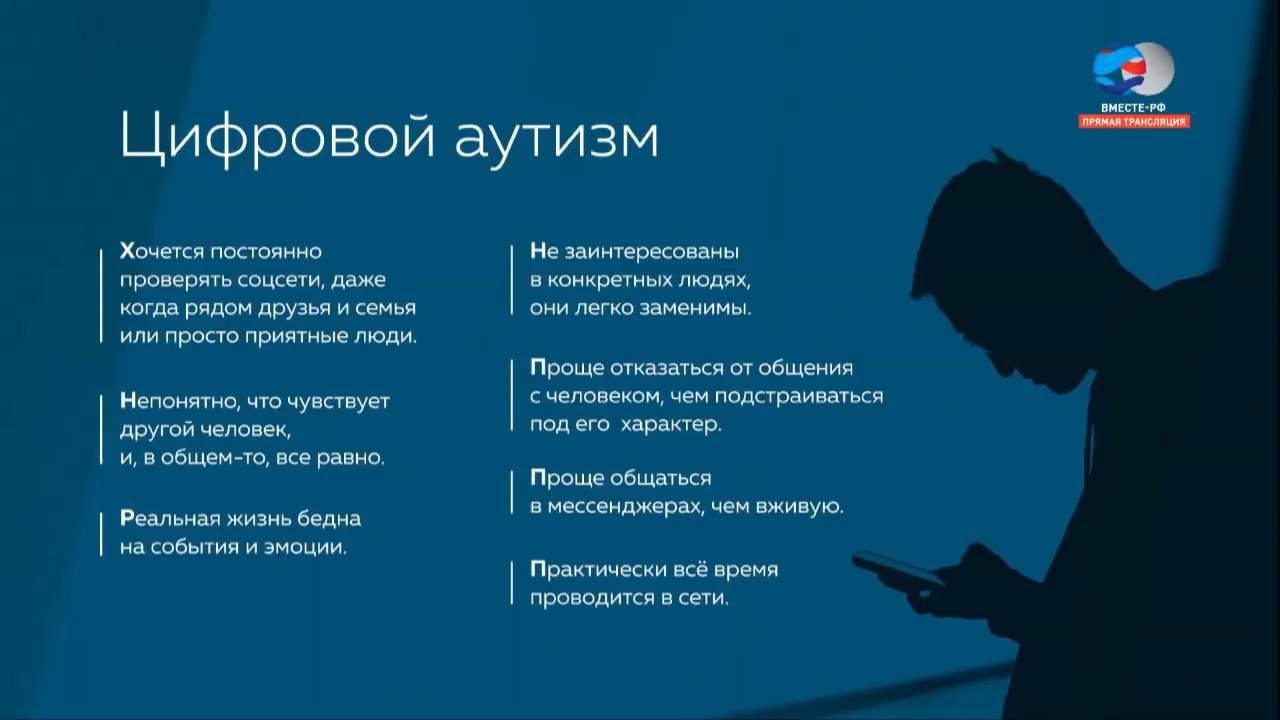 ВМЕСТЕ-РФ
ПРЯМАЯ ТРАНСЛЯЦИЯ
Цифровой аутизм
Хочется постоянно
проверять соцсети, даже
когда рядом друзья и семья
или просто приятные люди.
Непонятно, что чувствует
другой человек,
и, в общем-то, все равно.
Реальная жизнь бедна
на события и эмоции.
Не заинтересованы
в конкретных людях,
они легко заменимы.
Проще отказаться от общения
с человеком, чем подстраиваться
под его  характер.
Проще общаться
в мессенджерах, чем вживую.
Практически всё время
проводится в сети.